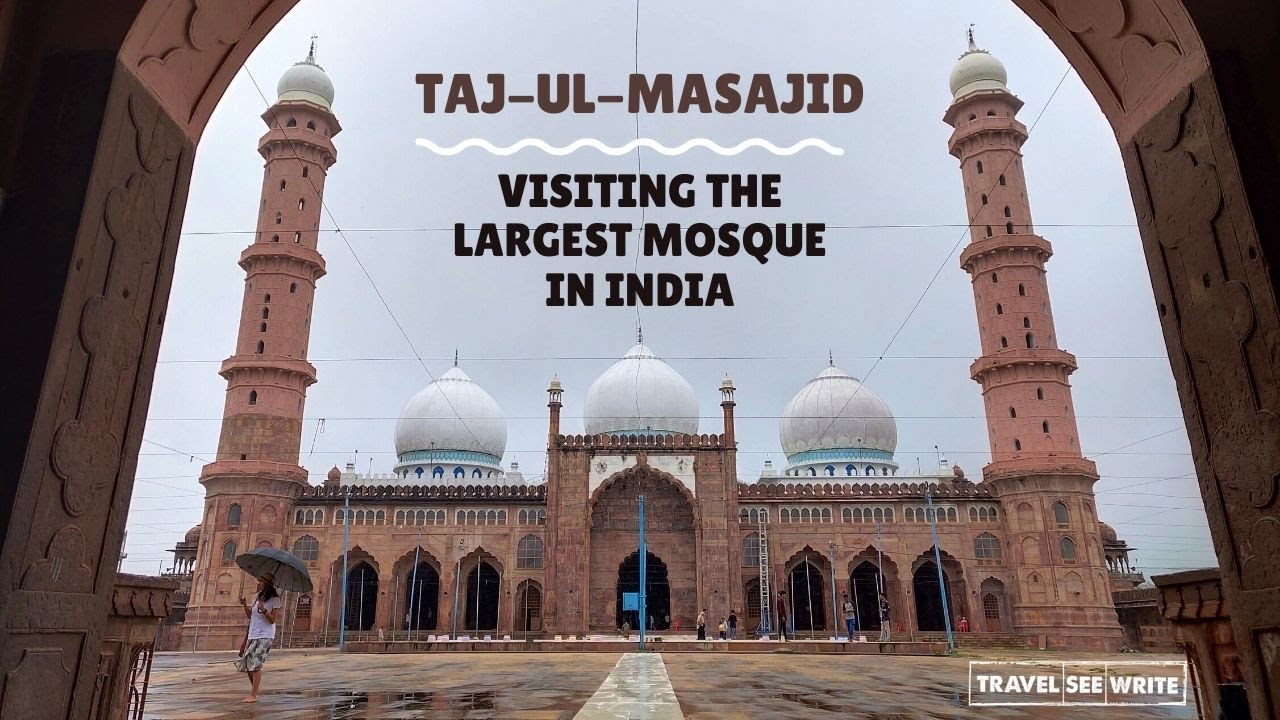 TAJ-UL-MASAJID
VISITING THE
LARGEST MOSQUE
IN INDIA
TRAVEL SEE WRITE